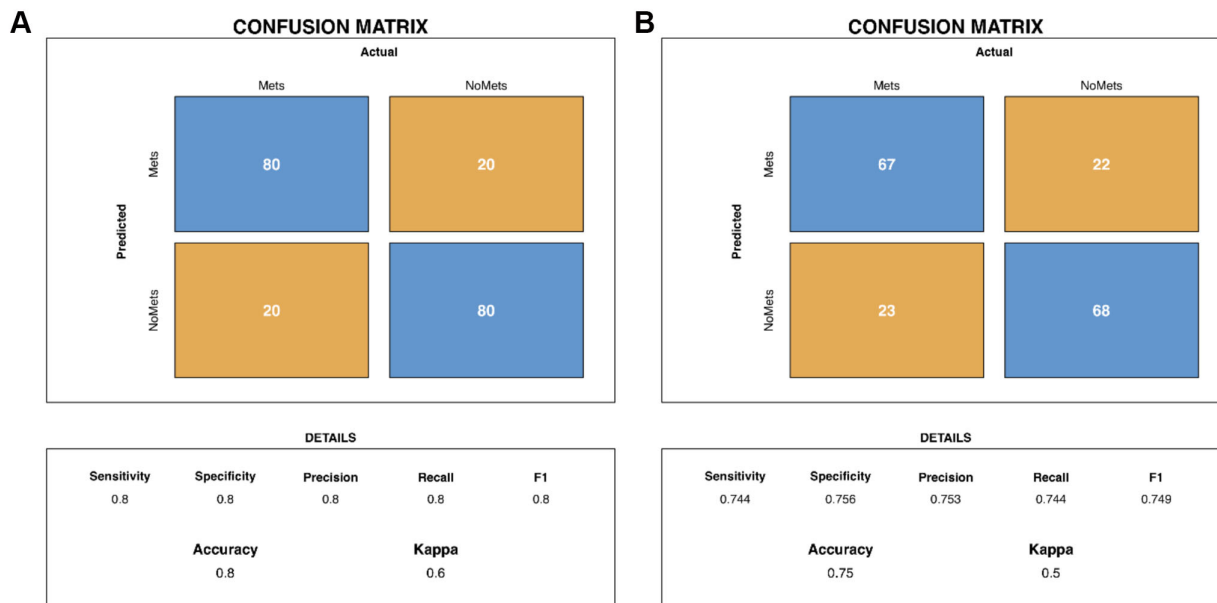 A
CONFUSION MATRIX
Actual
Mets NoMets
Predicted
Mets
80 20
NoMets
20 80
DETAILS
Sensitivity Specificity Precision Recall F1
0.8 0.8 0.8 0.8 0.8
Accuracy Kappa
0.8 0.6
B
CONFUSION MATRIX
Actual
Mets NoMets
Predicted
Mets
67 22
NoMets
23 68
DETAILS
Sensitivity Specificity Precision Recall F1
0.744 0.756 0.753 0.744 0.749
Accuracy Kappa
0.75 0.5